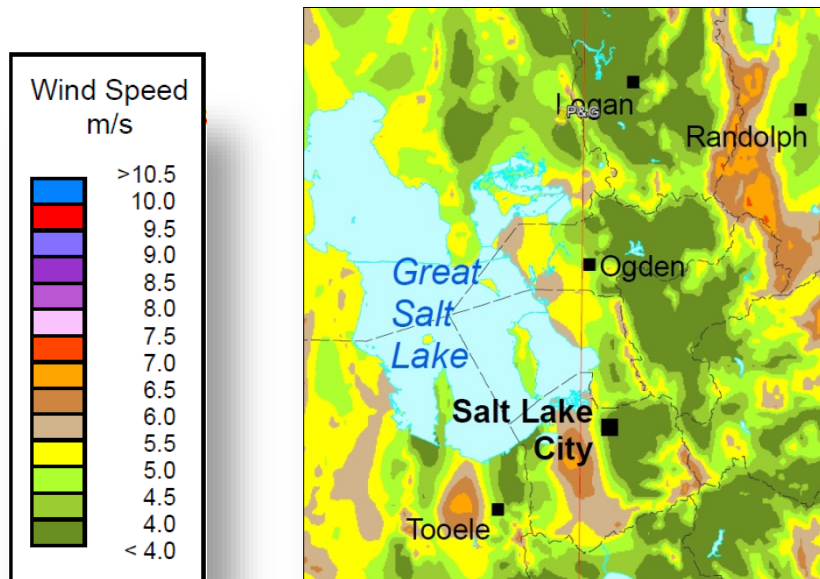 Wind Speed
m/s
>10.5
10.0
9.5
9.0
8.5
8.0
7.5
7.0
6.5
6.0
5.5
5.0
4.5
4.0
< 4.0
Logan
P&G
Randolph
Ogden
Great
Salt
Lake
Salt Lake
City
Tooele